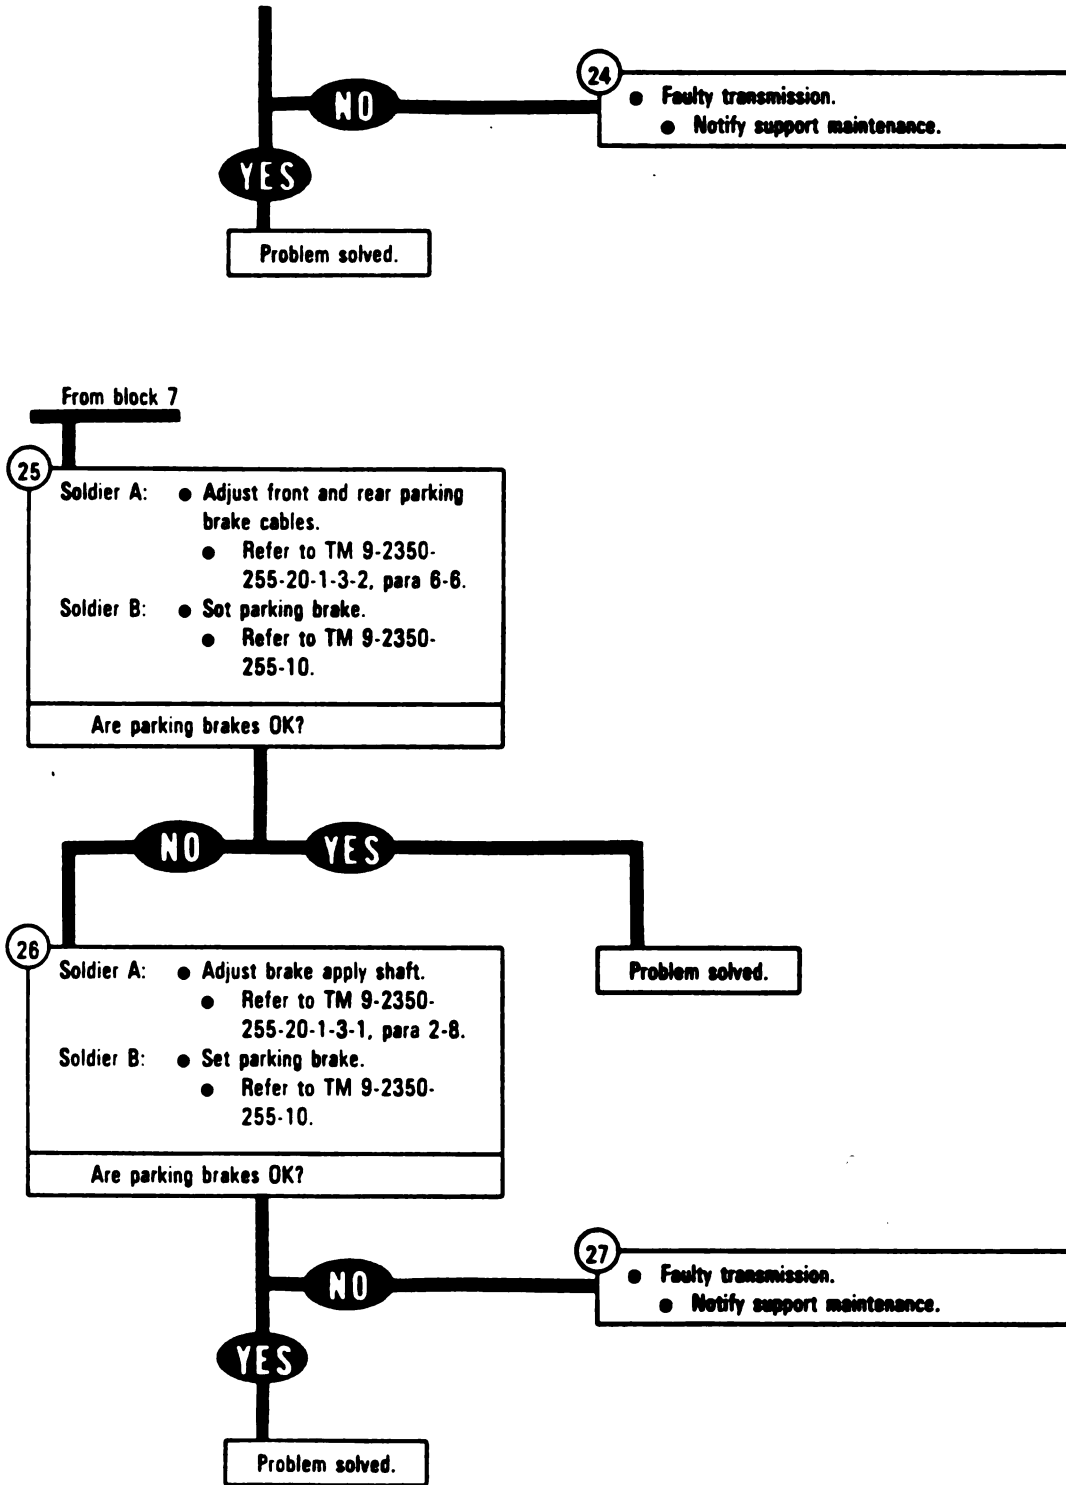 NO
24
● Faulty transmission.
● Notify support maintenance.
YES
Problem solved.
From block 7
25
Soldier A: ● Adjust front and rear parking
brake cables.
● Refer to TM 9-2350-
255-20-1-3-2, para 6-6.
Soldier B: ● Sot parking brake.
● Refer to TM 9-2350-
255-10.
Are parking brakes OK?
NO
YES
26
Soldier A: ● Adjust brake apply shaft.
● Refer to TM 9-2350-
255-20-1-3-1, para 2-8.
Soldier B: ● Set parking brake.
● Refer to TM 9-2350-
255-10.
Are parking brakes OK?
Problem solved.
NO
27
● Faulty transmission.
● Notify support maintenance.
YES
Problem solved.